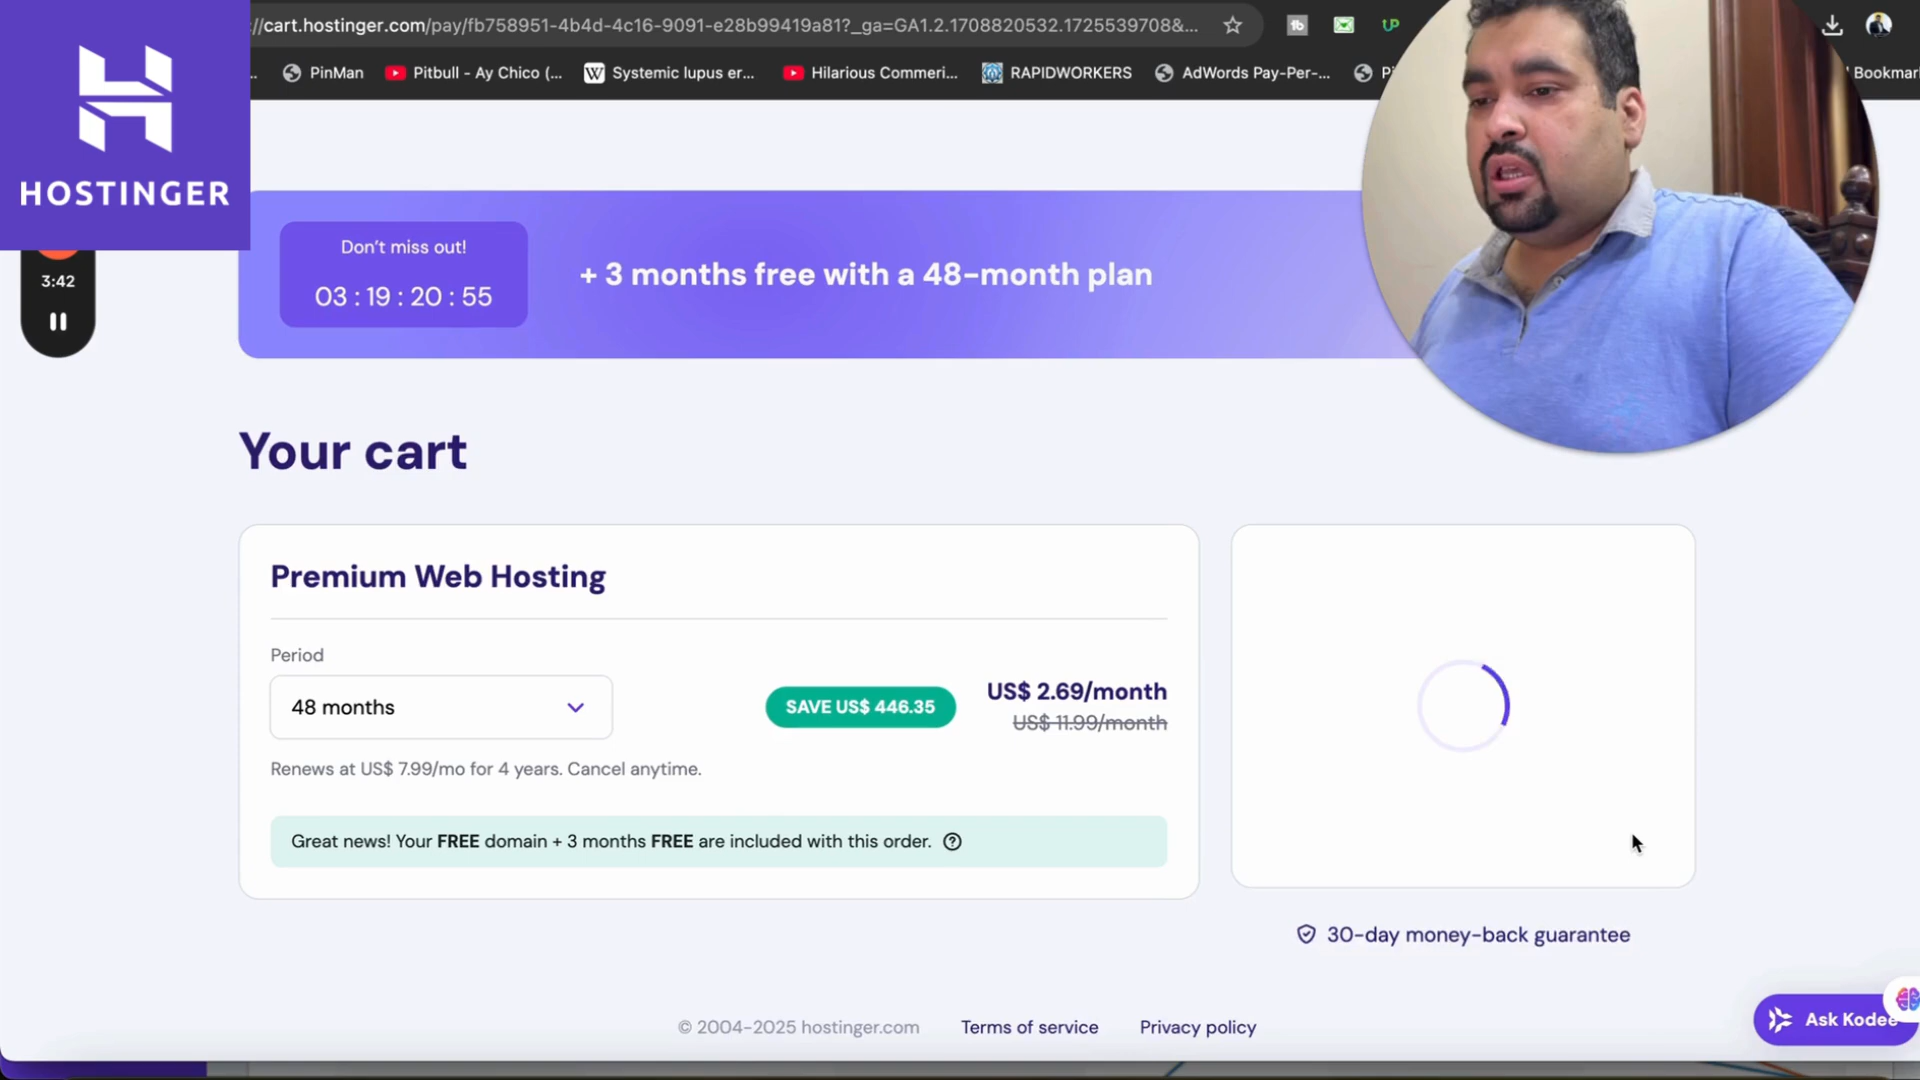 //cart.hostinger.com/pay/fb758951-4b4d-4c16-9091-e28b99419a81?_ga=GA1.2.1708820532.1725539708&...
tb
UP
... PinMan Pitbull - Ay Chico (... W Systemic lupus er... Hilarious Commeri... RAPIDWORKERS AdWords Pay-Per-... Bookmar
HOSTINGER
3:42
Don't miss out!
03 : 19 : 20 : 55
+ 3 months free with a 48-month plan
Your cart
Premium Web Hosting
Period
48 months
SAVE US$ 446.35
US$ 2.69/month
US$ 11.99/month
Renews at US$ 7.99/mo for 4 years. Cancel anytime.
Great news! Your FREE domain + 3 months FREE are included with this order.
30-day money-back guarantee
© 2004-2025 hostinger.com Terms of service Privacy policy
Ask Kodee